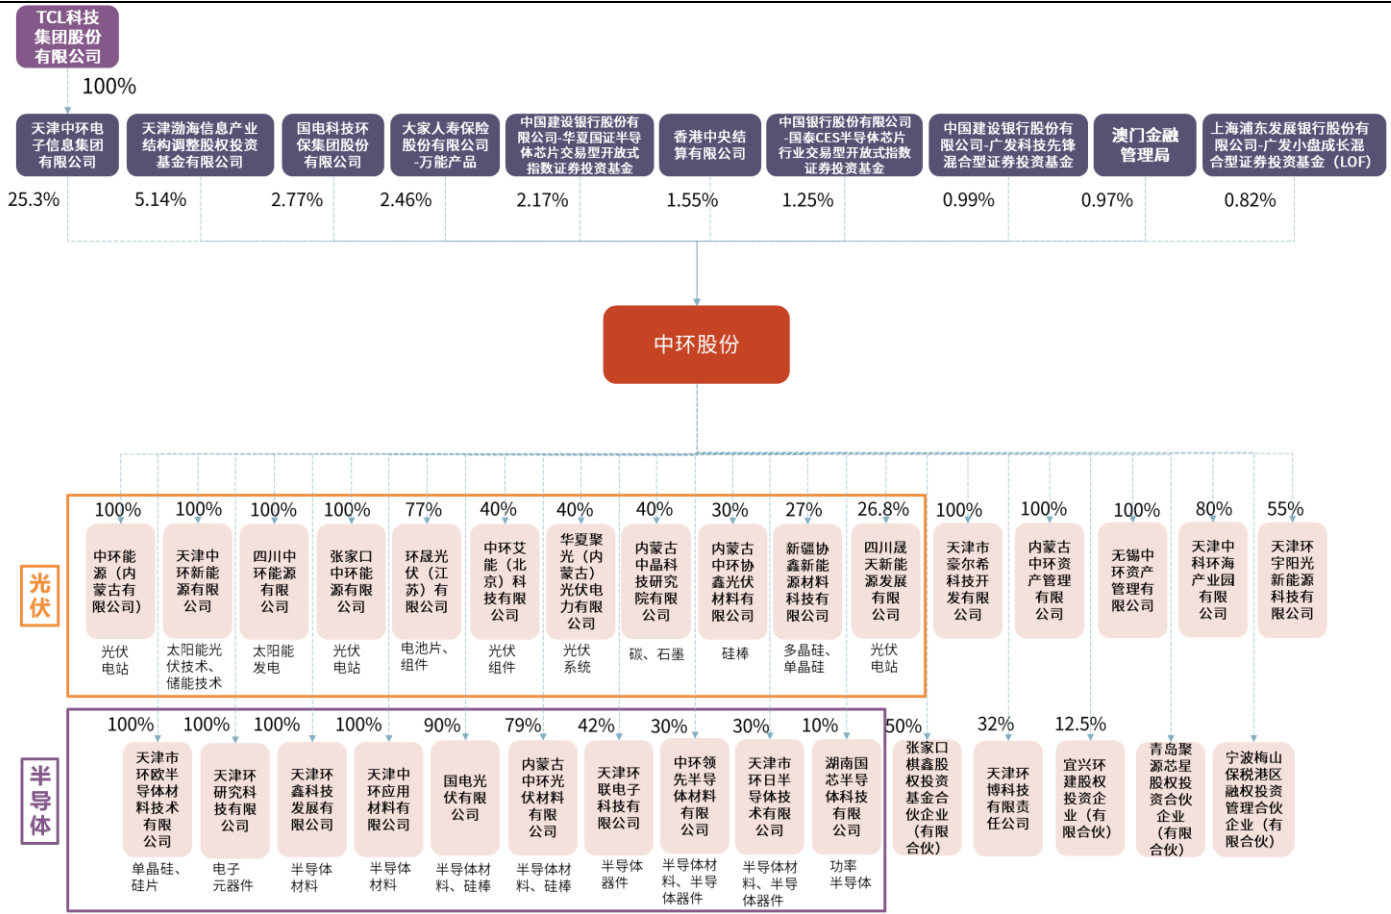 TCL科技
集团股份
有限公司
100%
天津中环电
子信息集团
有限公司
天津渤海信息产业
结构调整股权投资
基金有限公司
国电科技环
保集团股份
有限公司
大家人寿保险
股份有限公司
-万能产品
中国建设银行股份有
限公司-华夏国证半导
体芯片交易型开放式
指数证券投资基金
香港中央结
算有限公司
中国银行股份有限公司
-国泰CES半导体芯片
行业交易型开放式指数
证券投资基金
中国建设银行股份有
限公司-广发科技先锋
混合型证券投资基金
澳门金融
管理局
上海浦东发展银行股份有
限公司-广发小盘成长混
合型证券投资基金（LOF）
25.3%
5.14%
2.77%
2.46%
2.17%
1.55%
1.25%
0.99%
0.97%
0.82%
中环股份
光伏
100%
100%
100%
100%
77%
40%
40%
40%
30%
27%
26.8%
100%
100%
100%
80%
55%
中环能
源（内
蒙古有
限公司）
天津中
环新能
源有限
公司
四川中
环能源
有限
公司
张家口
中环能
源有限
公司
环晟光
伏（江
苏）有
限公司
中环艾
能（北
京）科
技有限
公司
华夏聚
光（内
蒙古）
光伏电
力有限
公司
内蒙古
中晶科
技研究
院有限
公司
内蒙古
中环协
鑫光伏
材料有
限公司
新疆协
鑫新能
源材料
科技有
限公司
四川晟
天新能
源发展
有限
公司
天津市
豪尔希
科技开
发有限
公司
内蒙古
中环资
产管理
有限
公司
无锡中
环资产
管理有
限公司
天津中
科环海
产业园
有限
公司
天津环
宇阳光
新能源
科技有
限公司
光伏
电站
太阳能光
伏技术、
储能技术
太阳能
发电
光伏
电站
电池片、
组件
光伏
组件
光伏
系统
碳、石墨
硅棒
多晶硅、
单晶硅
光伏
电站
半导体
100%
100%
100%
100%
90%
79%
42%
30%
30%
10%
50%
32%
12.5%
天津市
环欧半
导体材
料技术
有限
公司
天津环
研究科
技有限
公司
天津环
鑫科技
发展有
限公司
天津中
环应用
材料有
限公司
国电光
伏有限
公司
内蒙古
中环光
伏材料
有限
公司
天津环
联电子
科技有
限公司
中环领
先半导
体材料
有限
公司
天津市
环日半
导体技
术有限
公司
湖南国
芯半导
体科技
有限
公司
张家口
棋鑫股
权投资
基金合
伙企业
（有限
合伙）
天津环
博科技
有限责
任公司
宜兴环
建股权
投资企
业（有
限合伙）
青岛聚
源芯星
股权投
资合伙
企业
（有限
合伙）
宁波梅山
保税港区
融权投资
管理合伙
企业（有
限合伙）
单晶硅、
硅片
电子
元器件
半导体
材料
半导体
材料
半导体材
料、硅棒
半导体材
料、硅棒
半导体
器件
半导体材
料、半导
体器件
半导体材
料、半导
体器件
功率
半导体